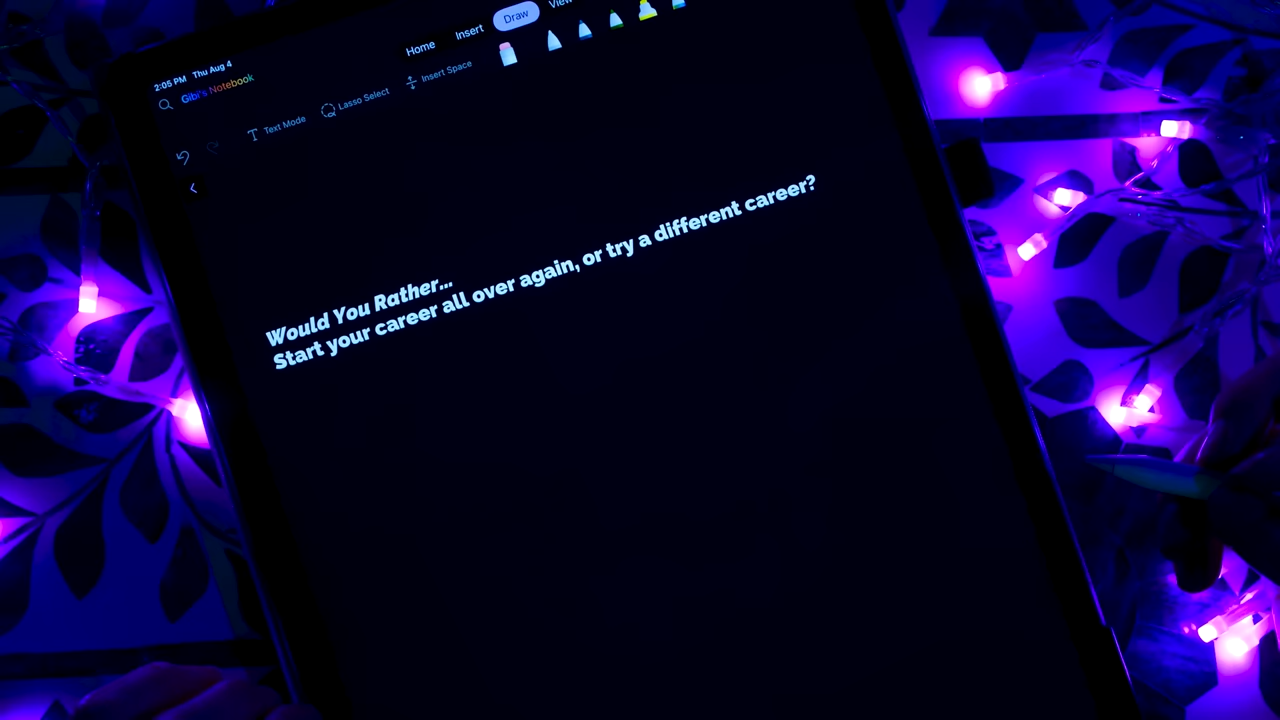 2:05 PM Thu Aug 4
Gibi's Notebook
Home Insert Draw View
Text Mode Lasso Select Insert Space
Would You Rather...
Start your career all over again, or try a different career?